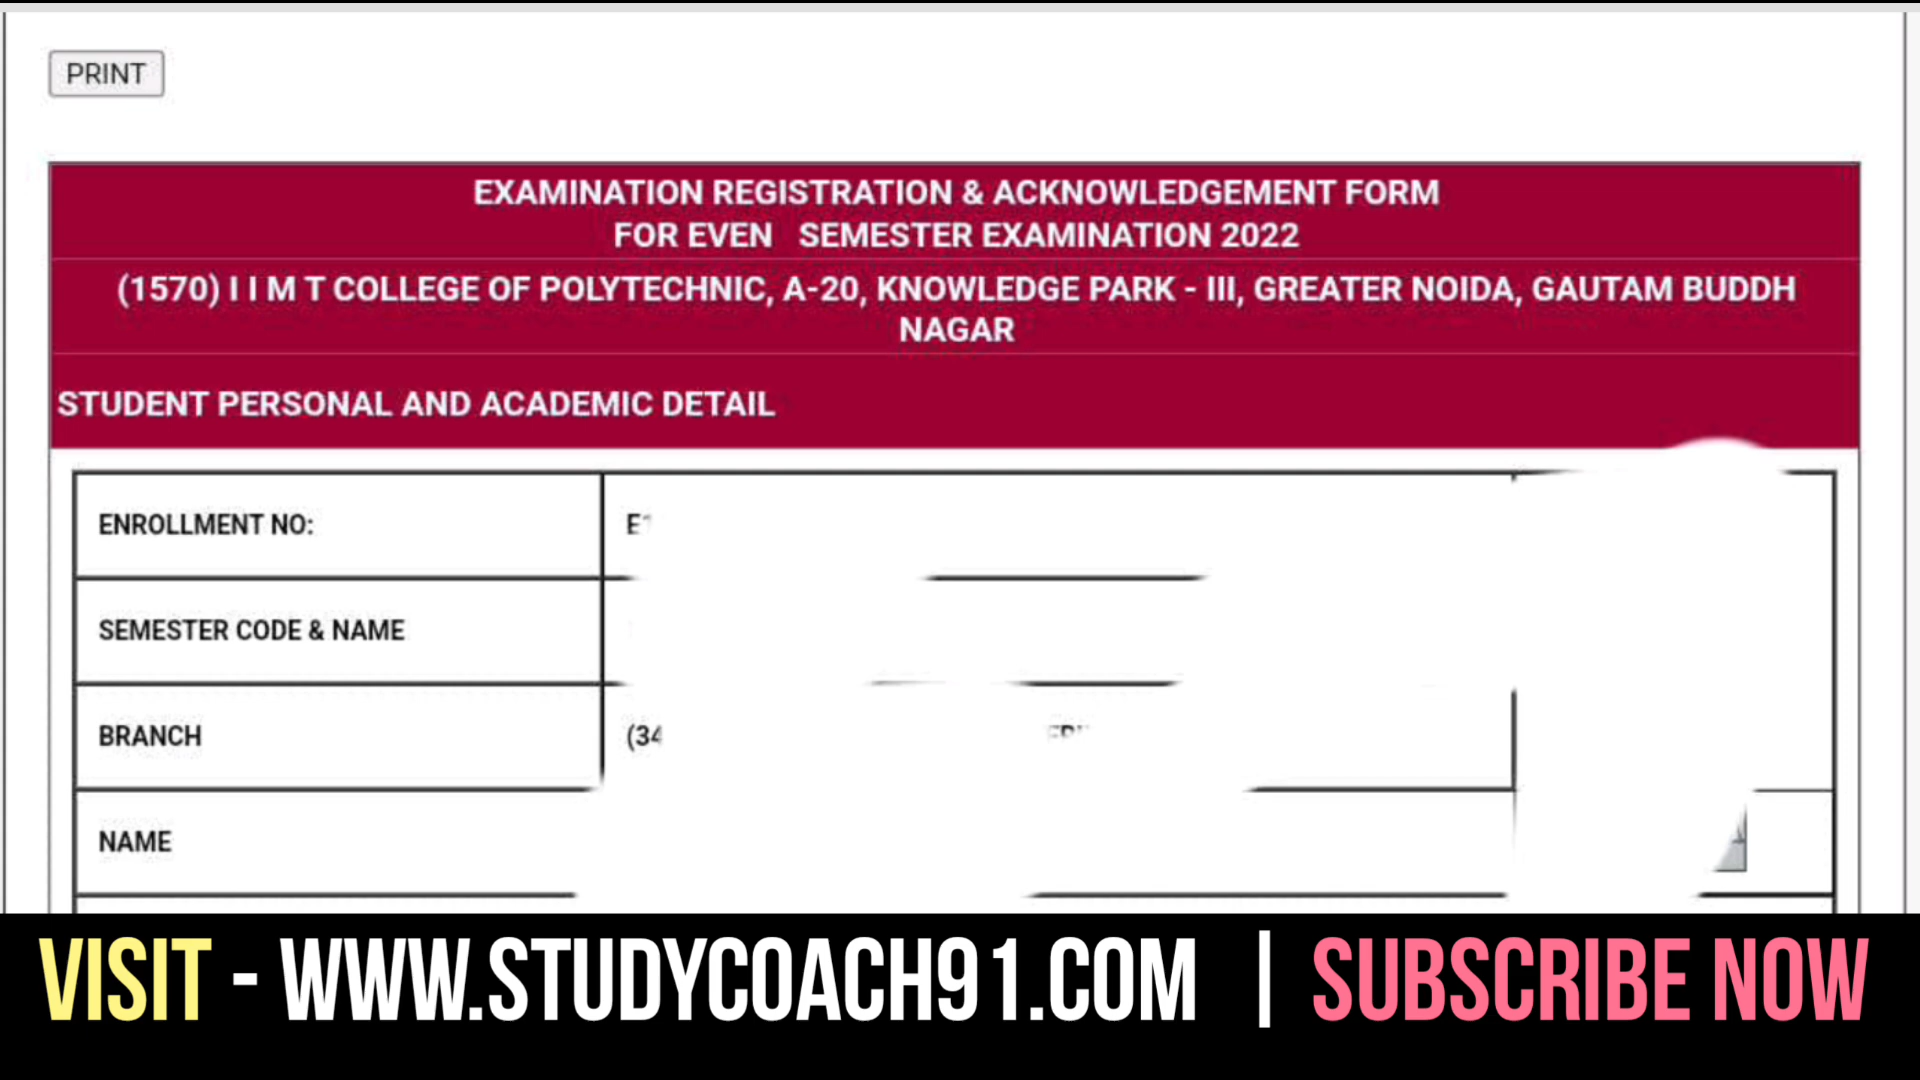 PRINT
EXAMINATION REGISTRATION & ACKNOWLEDGEMENT FORM
FOR EVEN SEMESTER EXAMINATION 2022
(1570) I I M T COLLEGE OF POLYTECHNIC, A-20, KNOWLEDGE PARK - III, GREATER NOIDA, GAUTAM BUDDH
NAGAR
STUDENT PERSONAL AND ACADEMIC DETAIL
ENROLLMENT NO:
SEMESTER CODE & NAME
BRANCH (34
NAME
VISIT - WWW.STUDYCOACH91.COM | SUBSCRIBE NOW